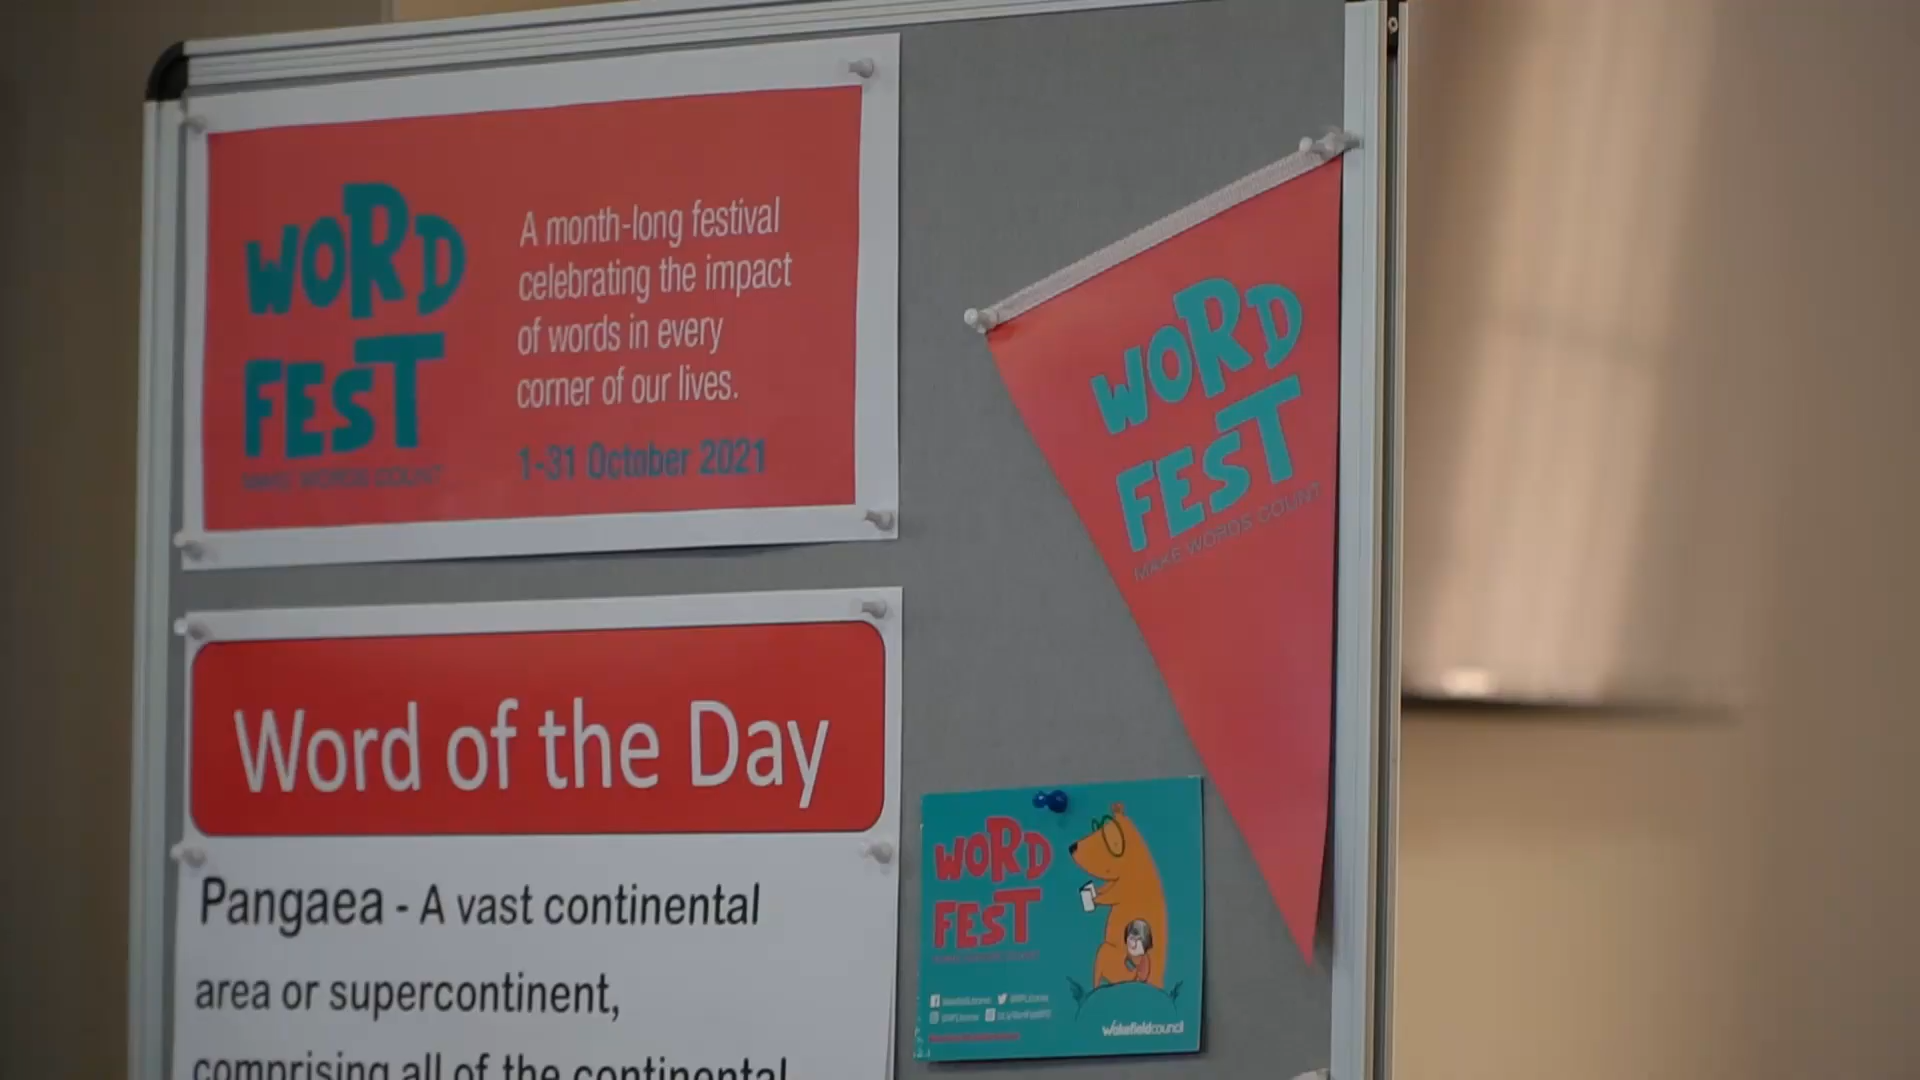 WORD
FEST
MAKE WORDS COUNT
A month-long festival
celebrating the impact
of words in every
corner of our lives.
1-31 October 2021
WORD
FEST
MAKE WORDS COUNT
Word of the Day
Pangaea - A vast continental
area or supercontinent,
comprising all of the continental
WORD
FEST
wakefieldcouncil